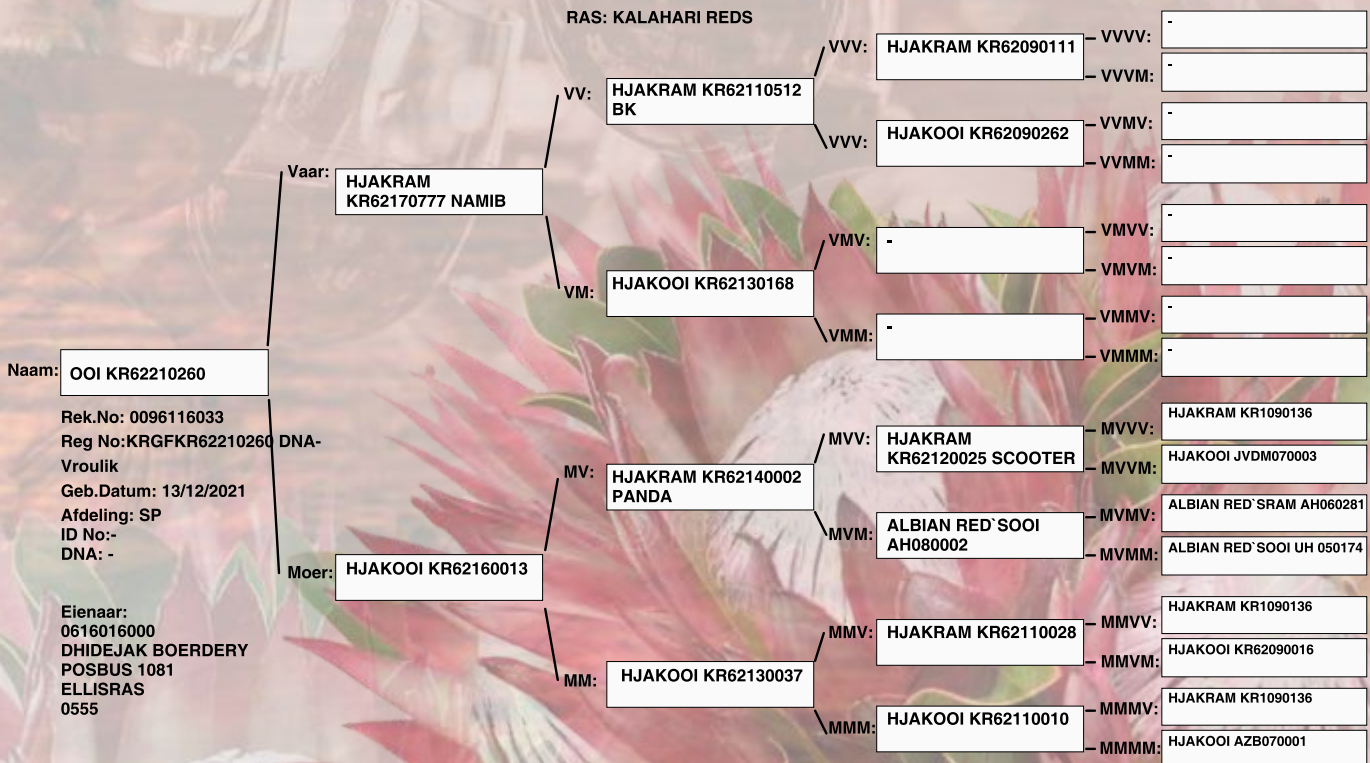 RAS: KALAHARI REDS
Naam:
OOI KR62210260
Rek.No: 0096116033
Reg No:KRGFKR62210260 DNA-
Vroulik
Geb.Datum: 13/12/2021
Afdeling: SP
ID No:-
DNA: -
Eienaar:
0616016000
DHIDEJAK BOERDERY
POSBUS 1081
ELLISRAS
0555
Vaar:
HJAKRAM
KR62170777 NAMIB
Moer:
HJAKOOI KR62160013
VV:
HJAKRAM KR62110512
BK
VM:
HJAKOOI KR62130168
MV:
HJAKRAM KR62140002
PANDA
MM:
HJAKOOI KR62130037
VVV:
HJAKRAM KR62090111
VVV:
HJAKOOI KR62090262
VMV:
-
VMM:
-
MVV:
HJAKRAM
KR62120025 SCOOTER
MVM:
ALBIAN RED`SOOI
AH080002
MMV:
HJAKRAM KR62110028
MMM:
HJAKOOI KR62110010
VVVV:
-
VVVM:
-
VVMV:
-
VVMM:
-
VMVV:
-
VMVM:
-
VMMV:
-
VMMM:
-
MVVV:
HJAKRAM KR1090136
MVVM:
HJAKOOI JVDM070003
MVMV:
ALBIAN RED`SRAM AH060281
MVMM:
ALBIAN RED`SOOI UH 050174
MMVV:
HJAKRAM KR1090136
MMVM:
HJAKOOI KR62090016
MMMV:
HJAKRAM KR1090136
MMMM:
HJAKOOI AZB070001